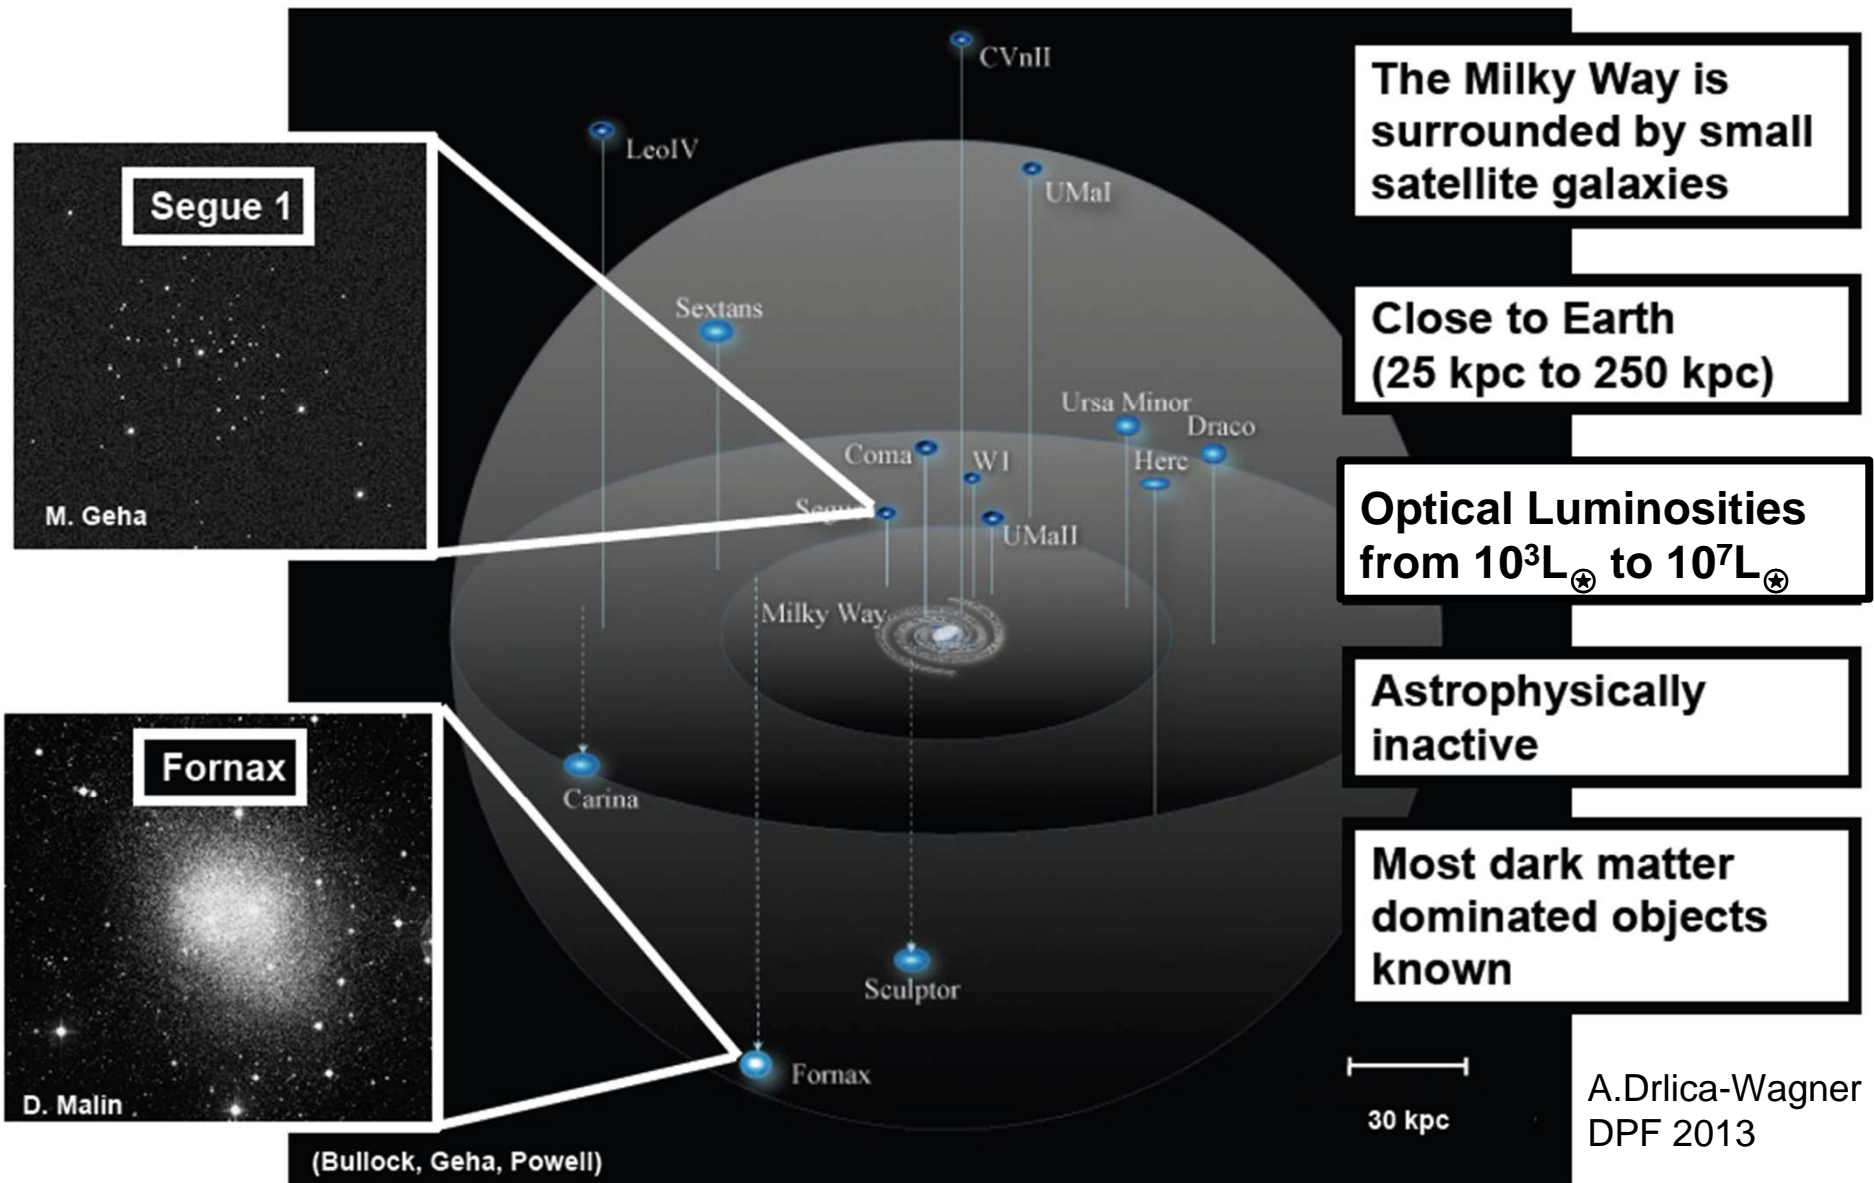 CVnII
LeoIV
UMaI
Segue 1
M. Geha
Sextans
Ursa Minor
Draco
Coma
W1
Herc
UMaII
Milky Way
Carina
Fornax
D. Malin
Sculptor
Fornax
(Bullock, Geha, Powell)
The Milky Way is
surrounded by small
satellite galaxies
Close to Earth
(25 kpc to 250 kpc)
Optical Luminosities
from 10³L⍟ to 10⁷L⍟
Astrophysically
inactive
Most dark matter
dominated objects
known
30 kpc
A.Drlica-Wagner
DPF 2013